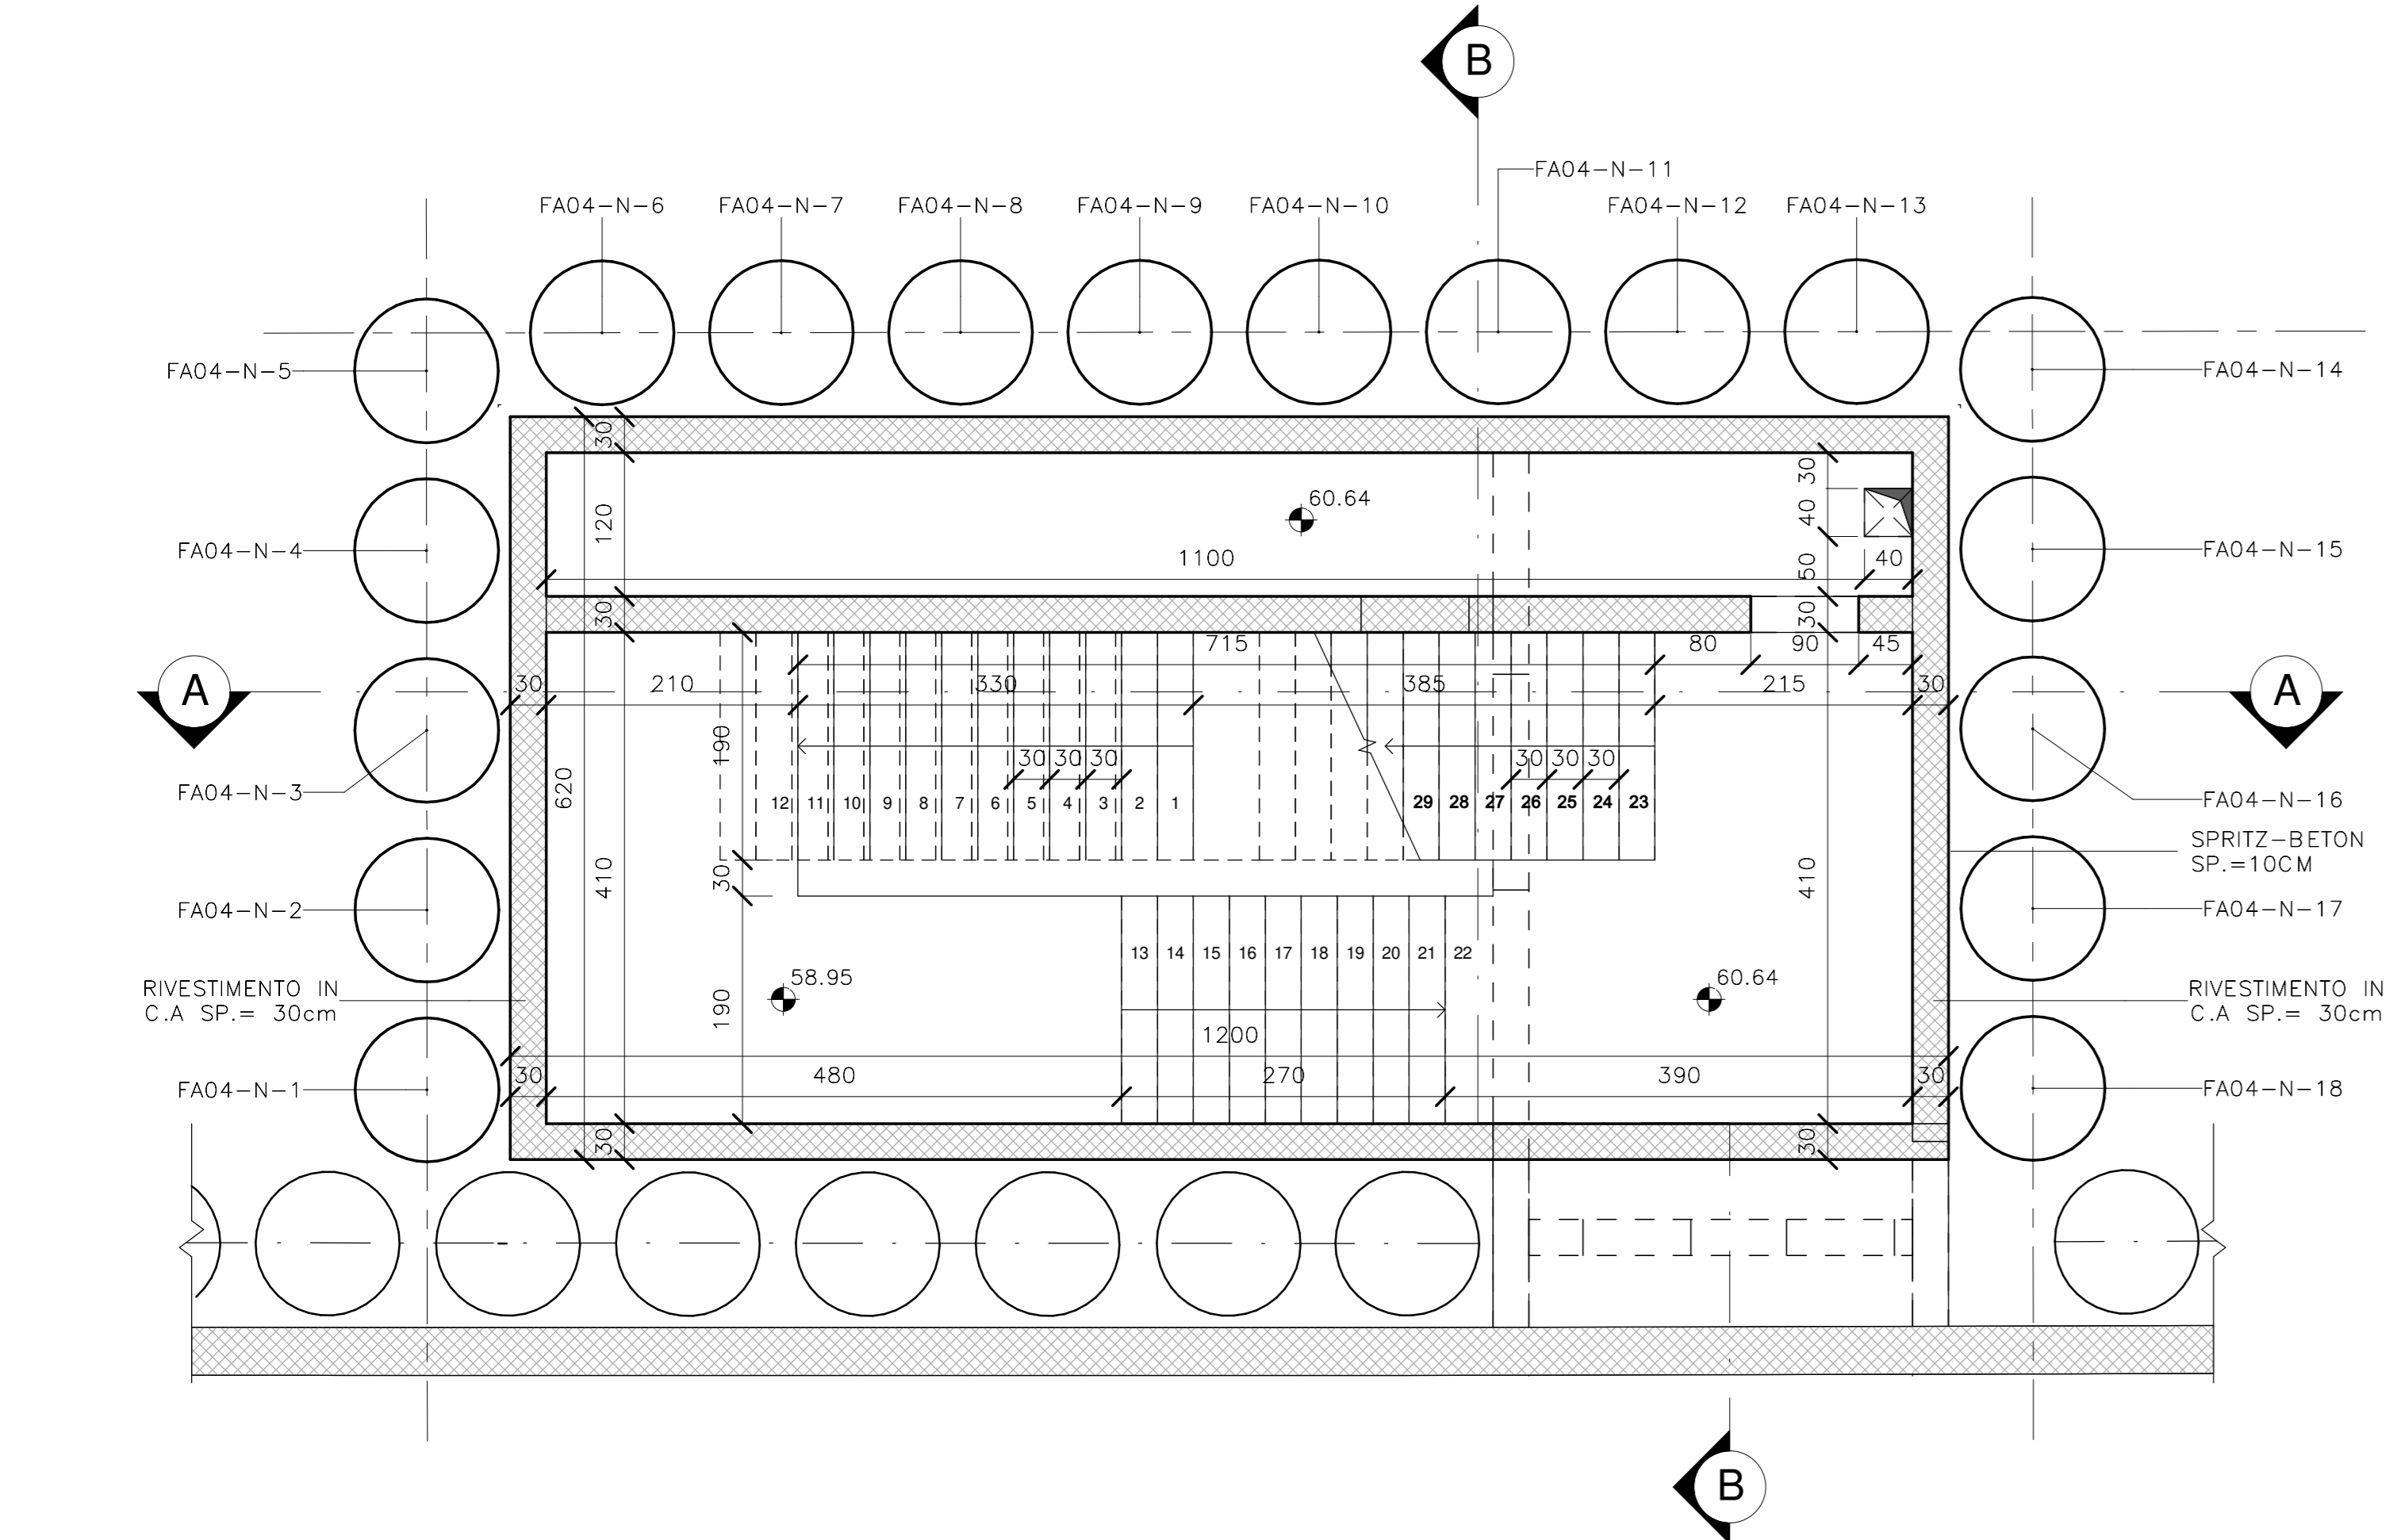 B
FA04-N-11
FA04-N-6 FA04-N-7 FA04-N-8 FA04-N-9 FA04-N-10 FA04-N-12 FA04-N-13
FA04-N-5
FA04-N-14
30
30
60.64
120
40
FA04-N-4
FA04-N-15
1100
50
40
30
30
715
80 90 45
A
A
30 210 330 385 215 30
190
30 30 30
30 30 30
620
FA04-N-3
FA04-N-16
12 11 10 9 8 7 6 5 4 3 2 1
29 28 27 26 25 24 23
SPRITZ-BETON
SP.=10CM
30
410
410
FA04-N-2
FA04-N-17
13 14 15 16 17 18 19 20 21 22
58.95
60.64
190
RIVESTIMENTO IN
C.A SP.= 30cm
RIVESTIMENTO IN
C.A SP.= 30cm
1200
30 480 270 390 30
FA04-N-1
FA04-N-18
30
30
B